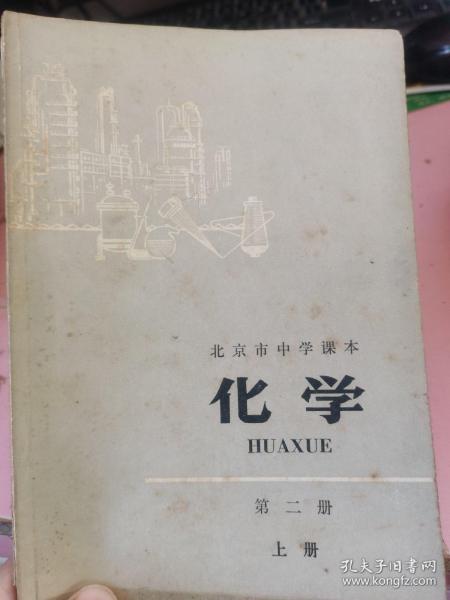 北京市中学课本
化学
HUAXUE
第二册
上册
孔夫子旧书网
www.kongfz.com